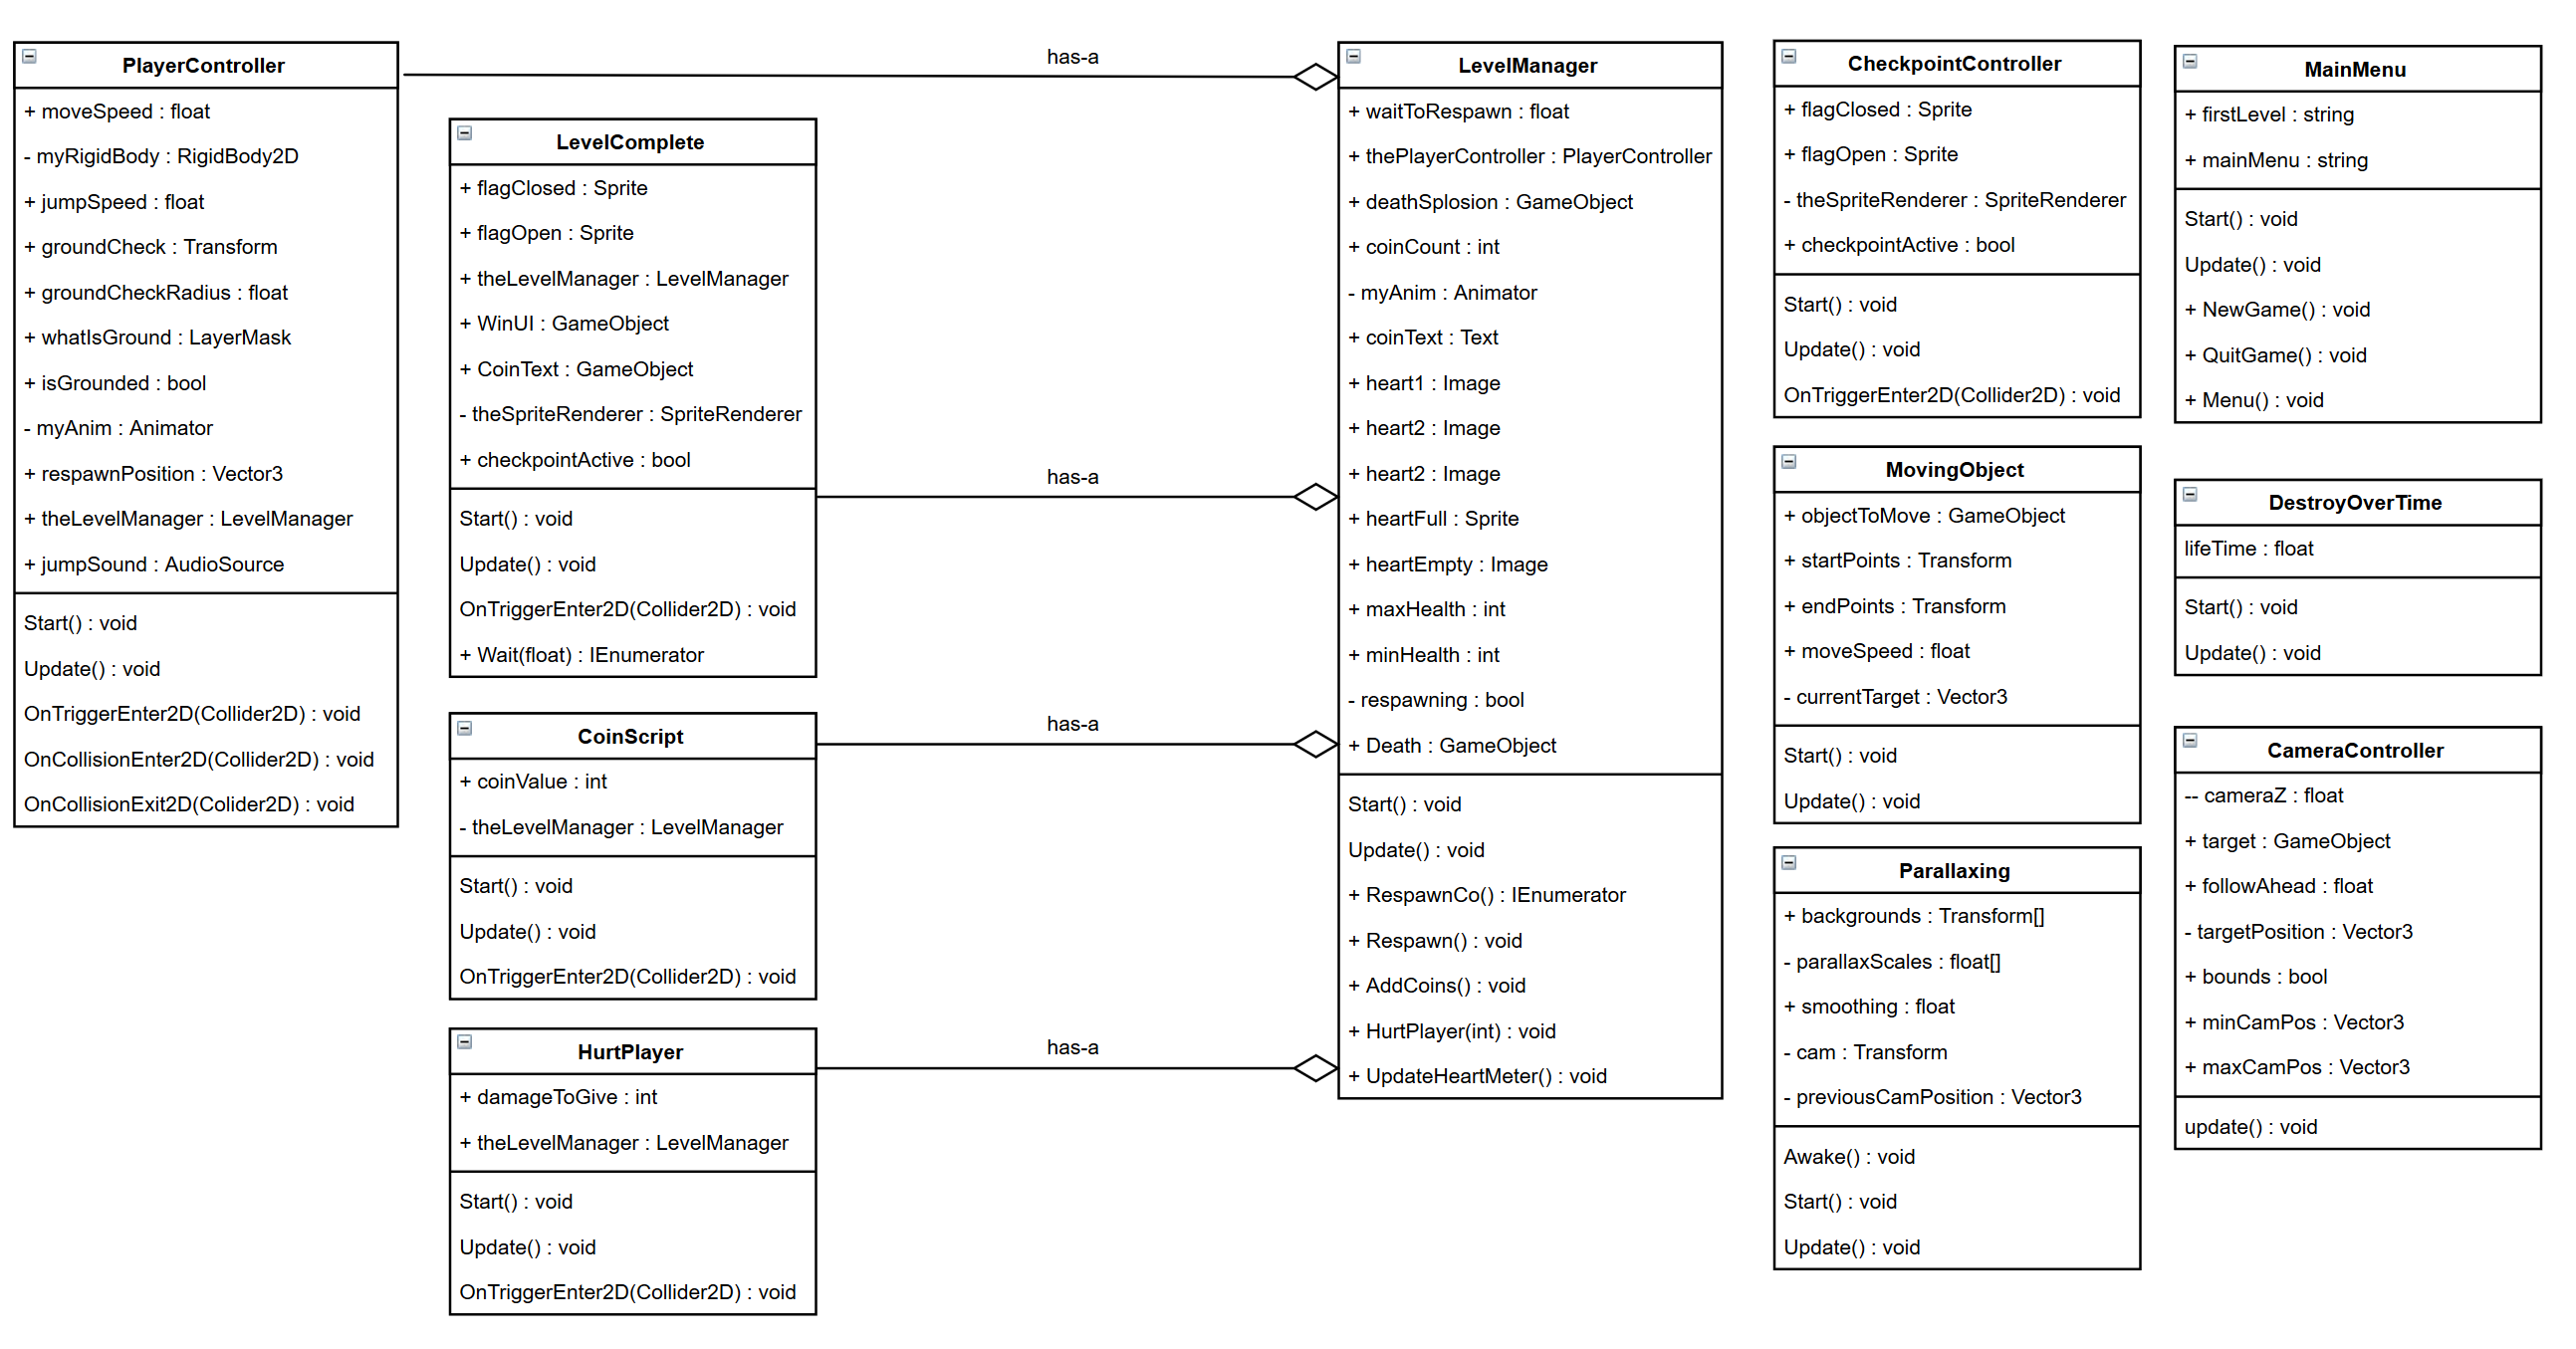 PlayerController
+ moveSpeed : float
- myRigidBody : RigidBody2D
+ jumpSpeed : float
+ groundCheck : Transform
+ groundCheckRadius : float
+ whatIsGround : LayerMask
+ isGrounded : bool
- myAnim : Animator
+ respawnPosition : Vector3
+ theLevelManager : LevelManager
+ jumpSound : AudioSource
Start() : void
Update() : void
OnTriggerEnter2D(Collider2D) : void
OnCollisionEnter2D(Collider2D) : void
OnCollisionExit2D(Colider2D) : void
has-a
LevelComplete
+ flagClosed : Sprite
+ flagOpen : Sprite
+ theLevelManager : LevelManager
+ WinUI : GameObject
+ CoinText : GameObject
- theSpriteRenderer : SpriteRenderer
+ checkpointActive : bool
Start() : void
Update() : void
OnTriggerEnter2D(Collider2D) : void
+ Wait(float) : IEnumerator
has-a
CoinScript
+ coinValue : int
- theLevelManager : LevelManager
Start() : void
Update() : void
OnTriggerEnter2D(Collider2D) : void
has-a
HurtPlayer
+ damageToGive : int
+ theLevelManager : LevelManager
Start() : void
Update() : void
OnTriggerEnter2D(Collider2D) : void
has-a
LevelManager
+ waitToRespawn : float
+ thePlayerController : PlayerController
+ deathSplosion : GameObject
+ coinCount : int
- myAnim : Animator
+ coinText : Text
+ heart1 : Image
+ heart2 : Image
+ heart2 : Image
+ heartFull : Sprite
+ heartEmpty : Image
+ maxHealth : int
+ minHealth : int
- respawning : bool
+ Death : GameObject
Start() : void
Update() : void
+ RespawnCo() : IEnumerator
+ Respawn() : void
+ AddCoins() : void
+ HurtPlayer(int) : void
+ UpdateHeartMeter() : void
CheckpointController
+ flagClosed : Sprite
+ flagOpen : Sprite
- theSpriteRenderer : SpriteRenderer
+ checkpointActive : bool
Start() : void
Update() : void
OnTriggerEnter2D(Collider2D) : void
MovingObject
+ objectToMove : GameObject
+ startPoints : Transform
+ endPoints : Transform
+ moveSpeed : float
- currentTarget : Vector3
Start() : void
Update() : void
Parallaxing
+ backgrounds : Transform[]
- parallaxScales : float[]
+ smoothing : float
- cam : Transform
- previousCamPosition : Vector3
Awake() : void
Start() : void
Update() : void
MainMenu
+ firstLevel : string
+ mainMenu : string
Start() : void
Update() : void
+ NewGame() : void
+ QuitGame() : void
+ Menu() : void
DestroyOverTime
lifeTime : float
Start() : void
Update() : void
CameraController
-- cameraZ : float
+ target : GameObject
+ followAhead : float
- targetPosition : Vector3
+ bounds : bool
+ minCamPos : Vector3
+ maxCamPos : Vector3
update() : void